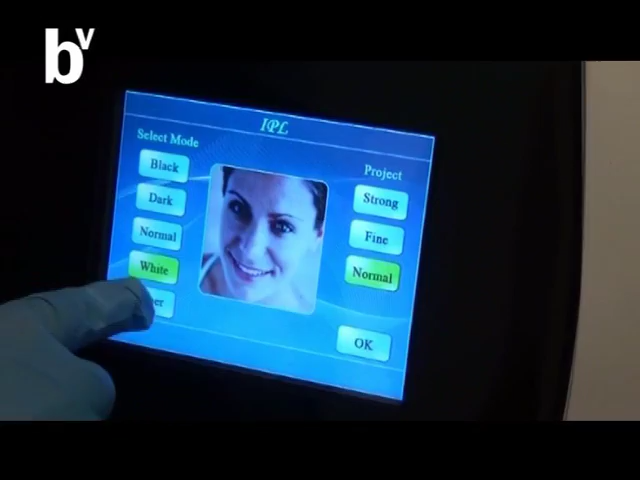 bv
IPL
Select Mode
Black
Dark
Normal
White
Project
Strong
Fine
Normal
OK